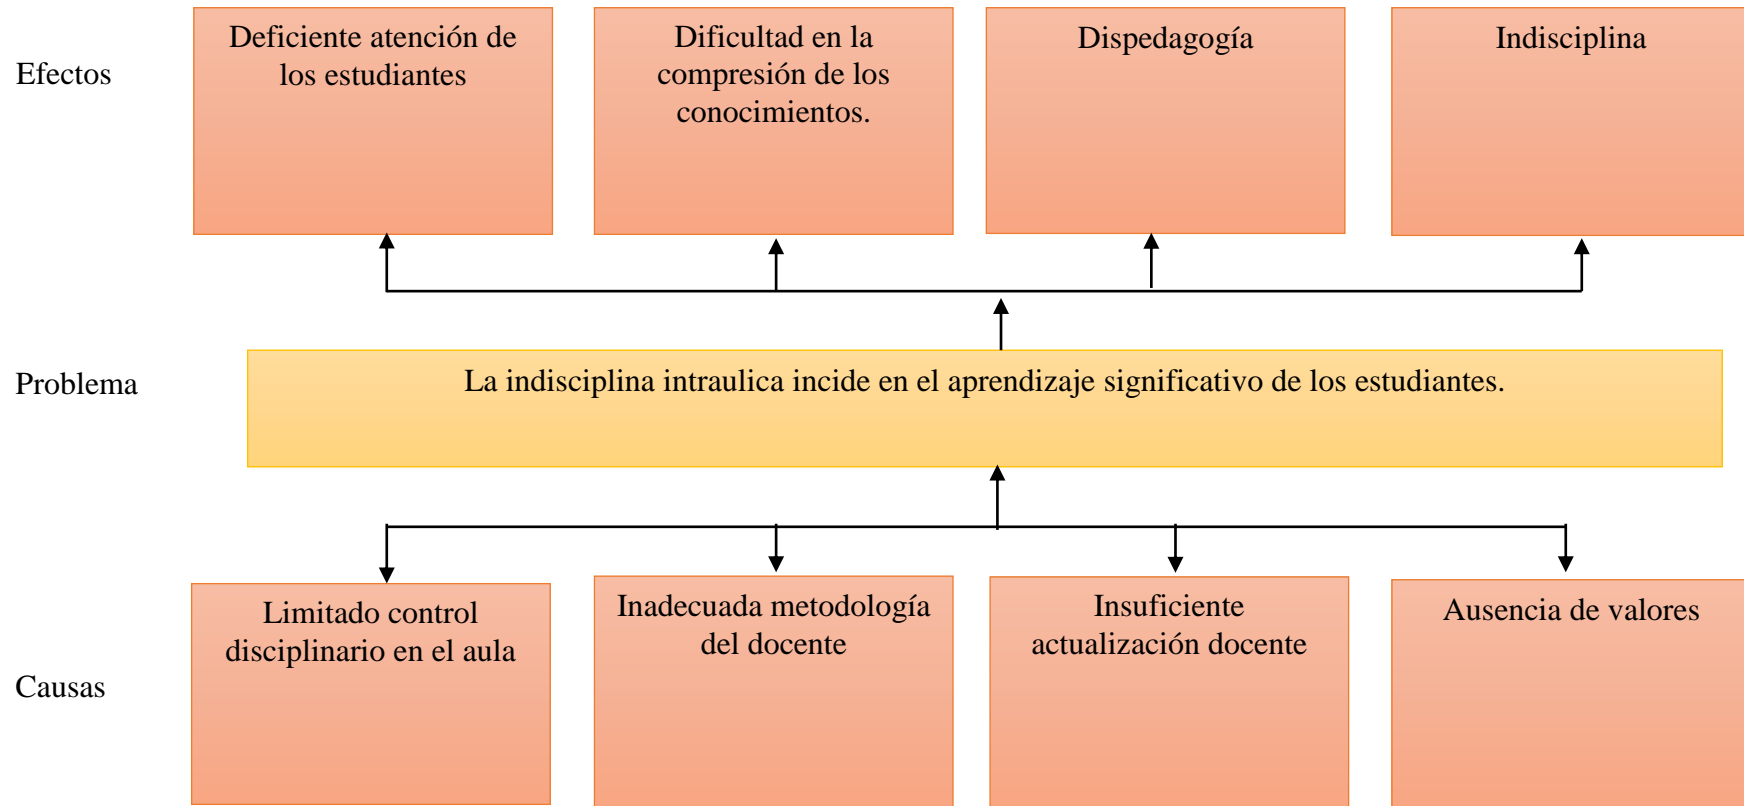 Efectos
Deficiente atención de
los estudiantes
Dificultad en la
compresión de los
conocimientos.
Dispedagogía
Indisciplina
Problema
La indisciplina intraulica incide en el aprendizaje significativo de los estudiantes.
Causas
Limitado control
disciplinario en el aula
Inadecuada metodología
del docente
Insuficiente
actualización docente
Ausencia de valores